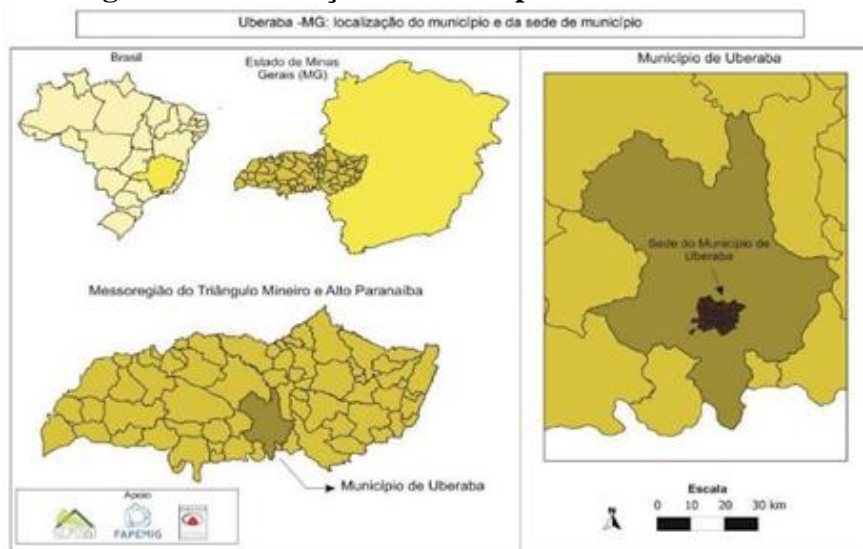 Uberaba -MG: localização do município e da sede de município
Brasil
Estado de Minas
Gerais (MG)
Messoregião do Triângulo Mineiro e Alto Paranaíba
Município de Uberaba
Apoio
FAPEMIG
Município de Uberaba
Sede do Município de
Uberaba
Escala
0 10 20 30 km